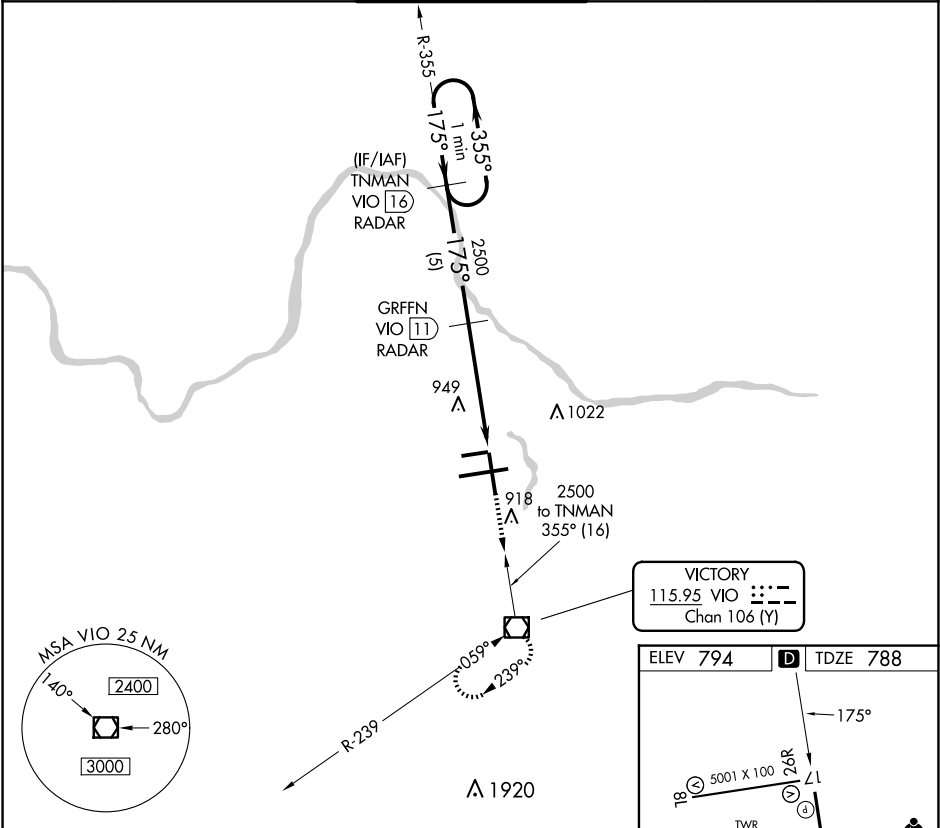 R-355
175°
1 min
355°
(IF/IAF)
TNMAN
VIO 16
RADAR
2500
175°
(5)
GRFFN
VIO 11
RADAR
949
1022
918
2500
to TNMAN
355° (16)
VICTORY
115.95 VIO
Chan 106 (Y)
059°
239°
R-239
MSA VIO 25 NM
140°
2400
280°
3000
1920
ELEV 794
D
TDZE 788
175°
8L
V
5001 X 100
26R
17
V
P
TWR